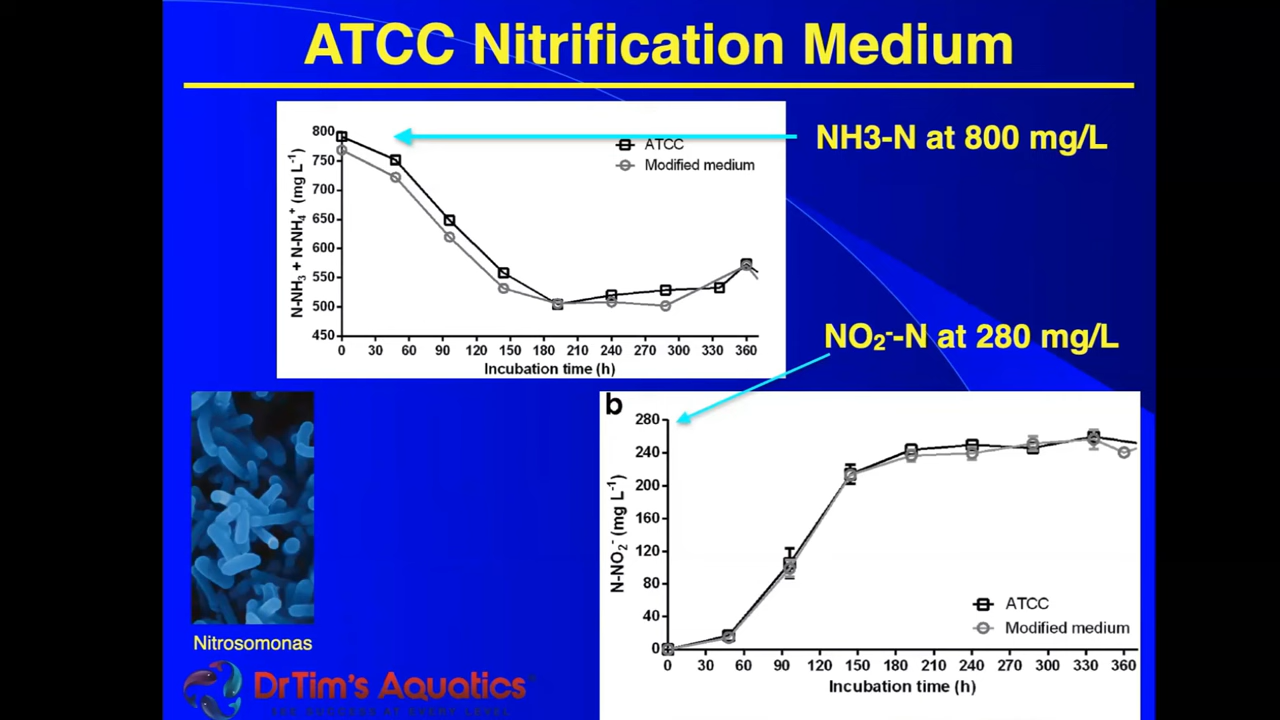 ATCC Nitrification Medium
NH3-N at 800 mg/L
800
750
700
650
600
550
500
450
N-NH₃ + N-NH₄⁺ (mg L⁻¹)
ATCC
Modified medium
0 30 60 90 120 150 180 210 240 270 300 330 360
Incubation time (h)
NO₂⁻-N at 280 mg/L
b
280
240
200
160
120
80
40
0
N-NO₂⁻ (mg L⁻¹)
ATCC
Modified medium
0 30 60 90 120 150 180 210 240 270 300 330 360
Incubation time (h)
Nitrosomonas
DrTim's Aquatics